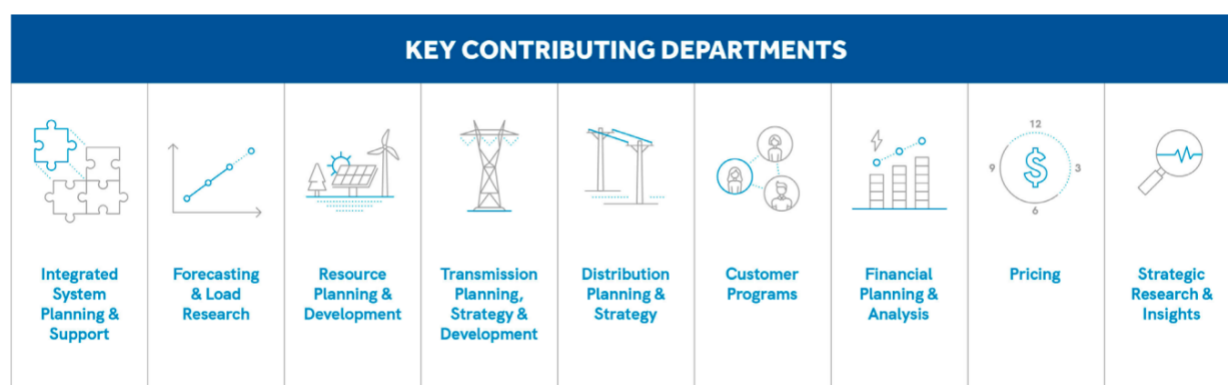 KEY CONTRIBUTING DEPARTMENTS
Integrated
System
Planning &
Support
Forecasting
& Load
Research
Resource
Planning &
Development
Transmission
Planning,
Strategy &
Development
Distribution
Planning &
Strategy
Customer
Programs
Financial
Planning &
Analysis
12
9
$
3
6
Pricing
Strategic
Research &
Insights